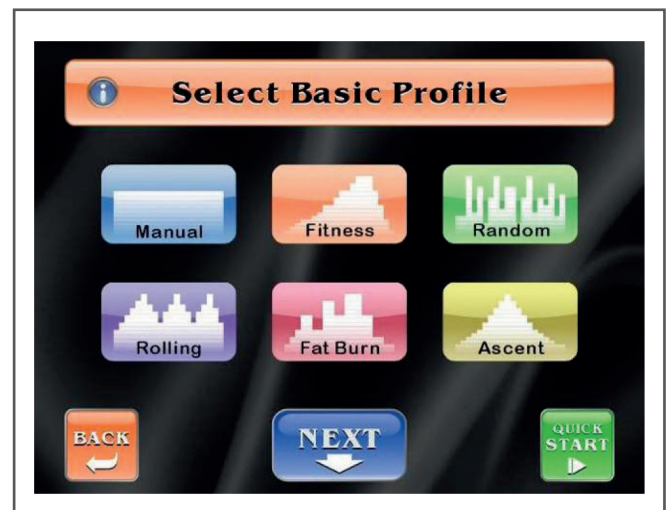 Select Basic Profile
Manual
Fitness
Random
Rolling
Fat Burn
Ascent
BACK
NEXT
QUICK
START